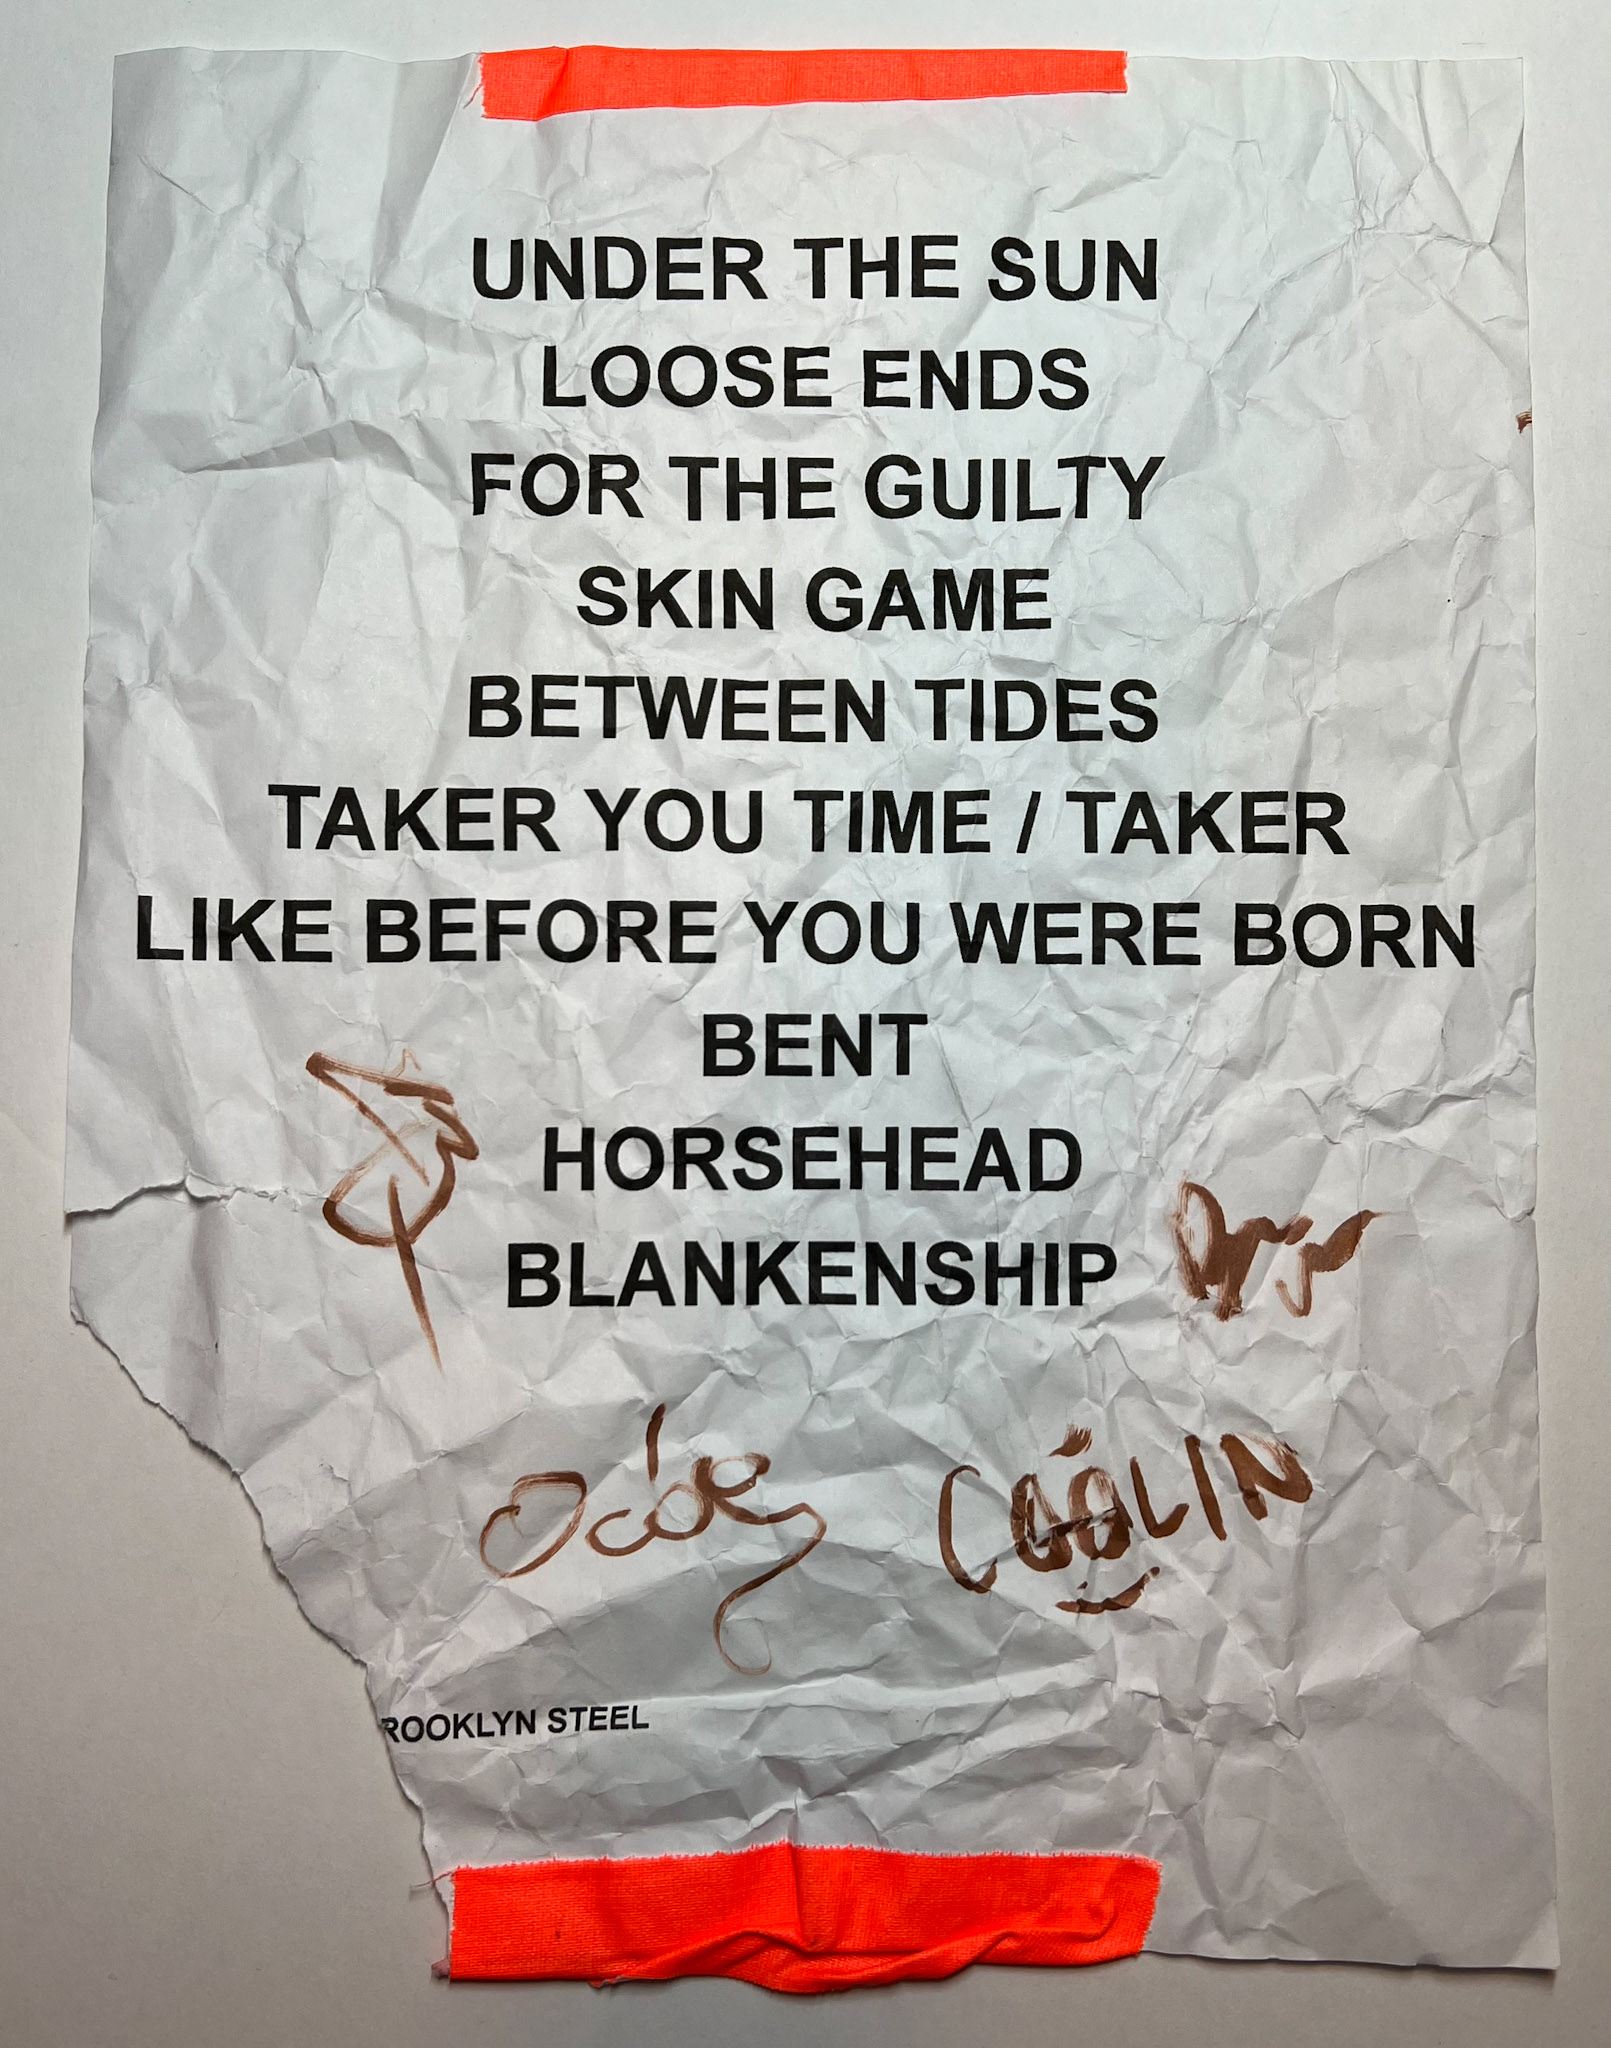 UNDER THE SUN
LOOSE ENDS
FOR THE GUILTY
SKIN GAME
BETWEEN TIDES
TAKER YOU TIME / TAKER
LIKE BEFORE YOU WERE BORN
BENT
HORSEHEAD
BLANKENSHIP
ROOKLYN STEEL